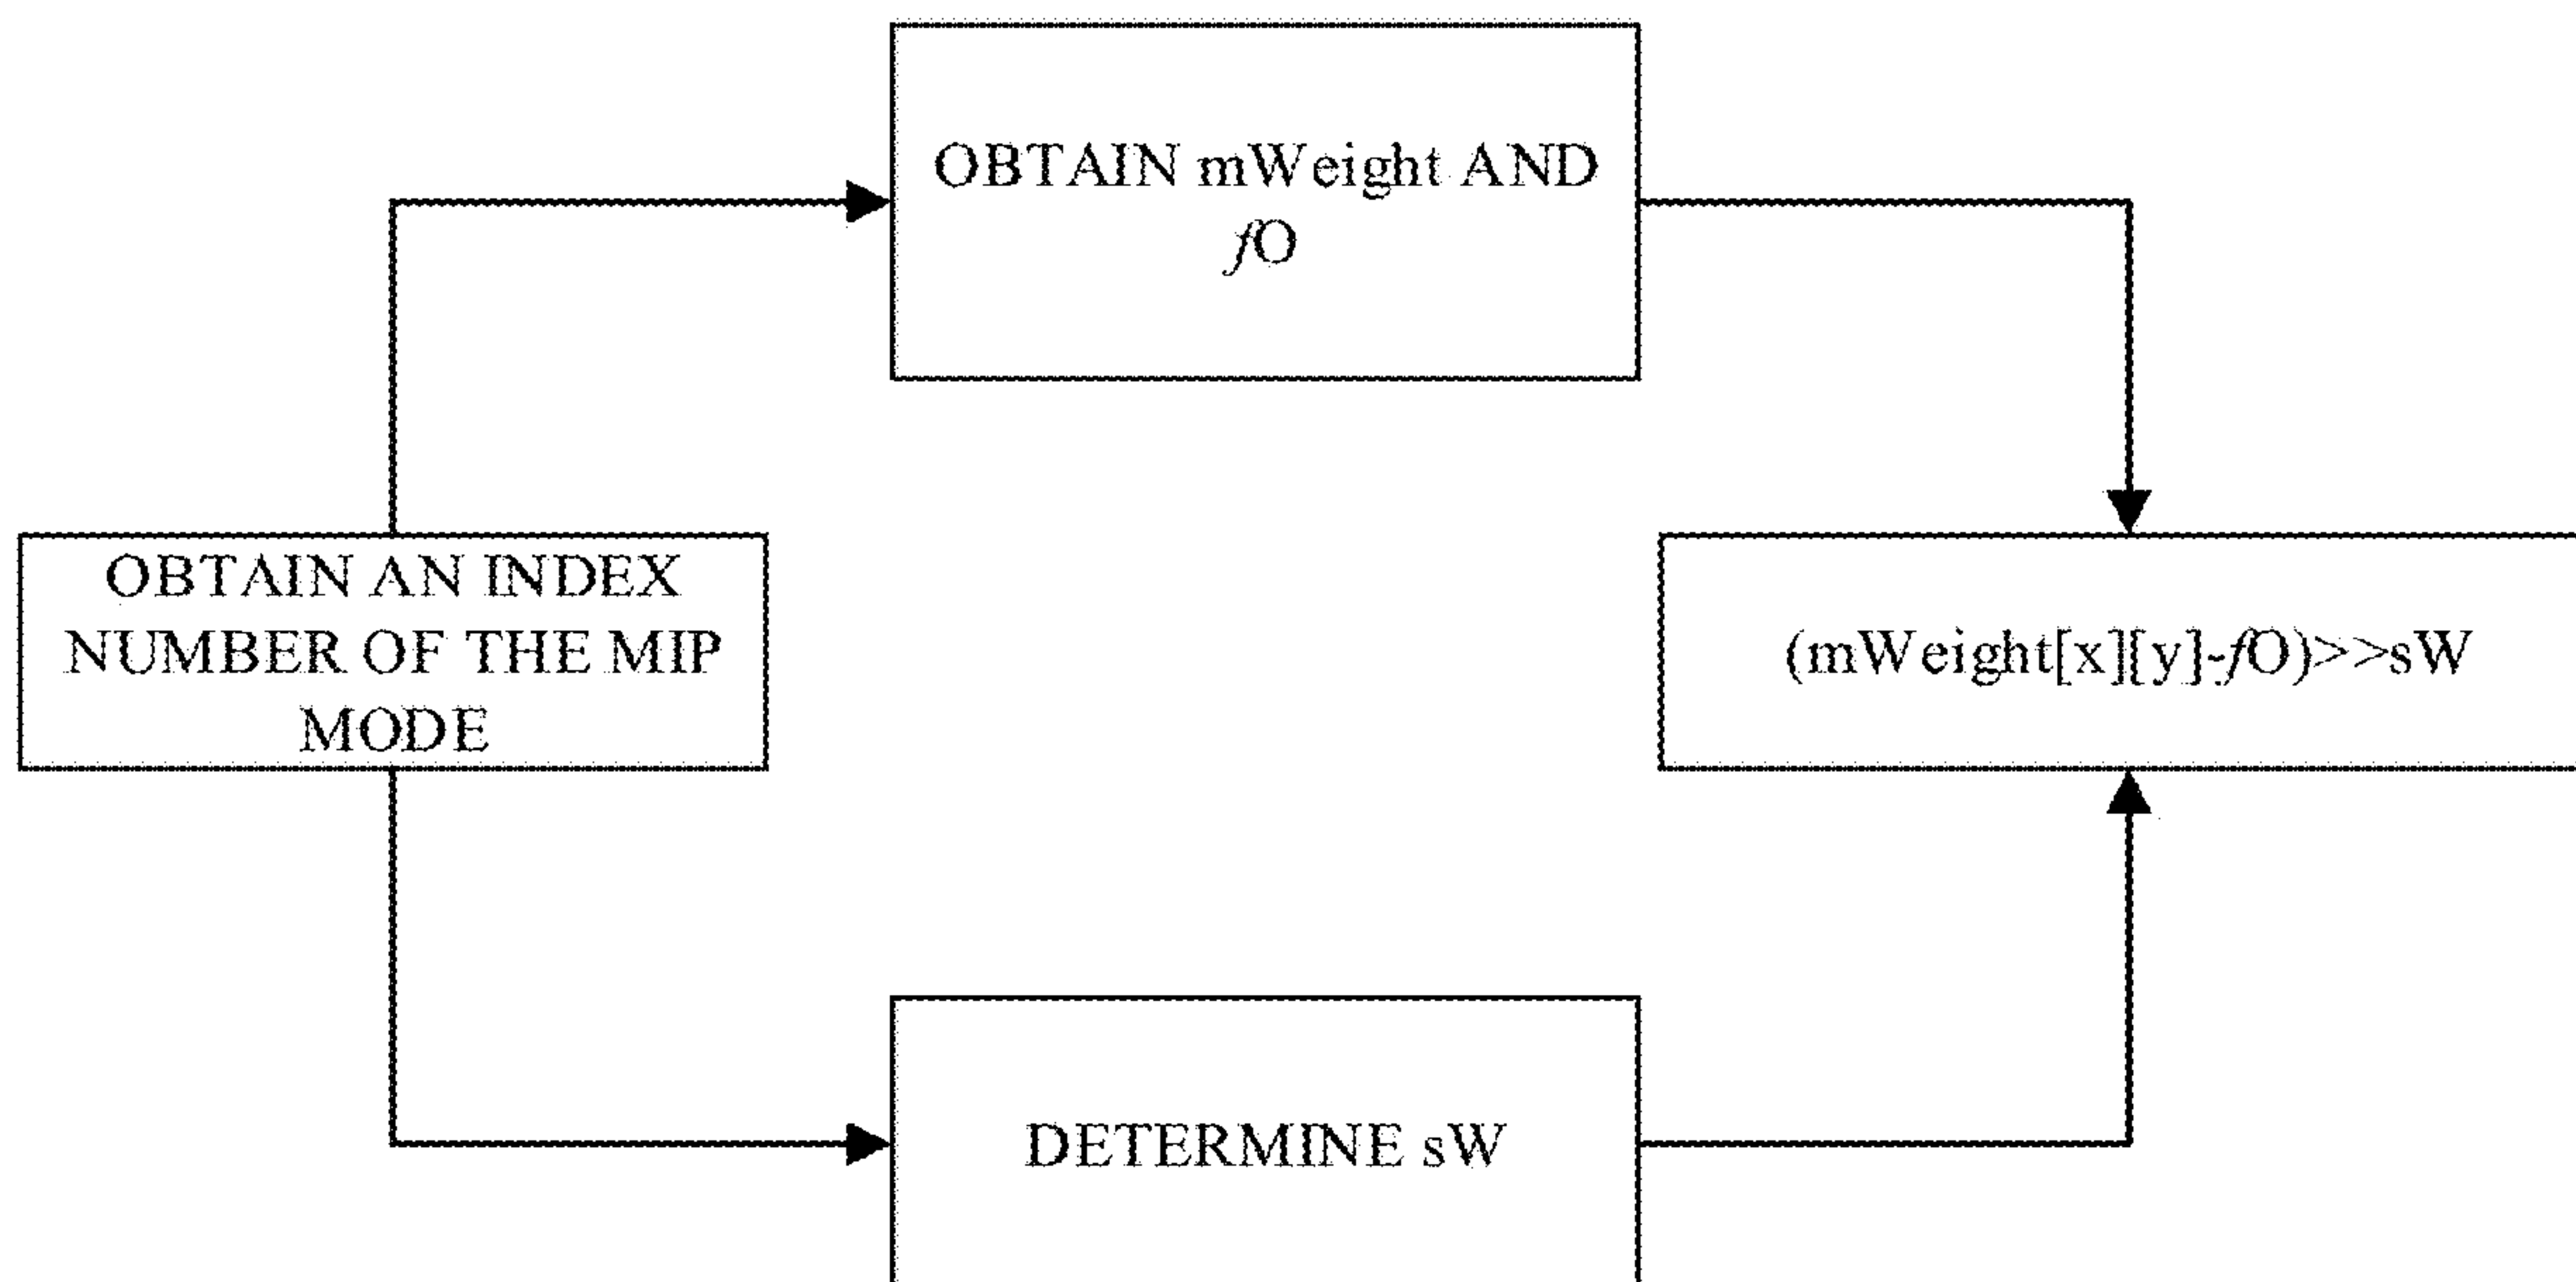 OBTAIN mWeight AND
fO
OBTAIN AN INDEX
NUMBER OF THE MIP
MODE
(mWeight[x][y]-fO)>>sW
DETERMINE sW